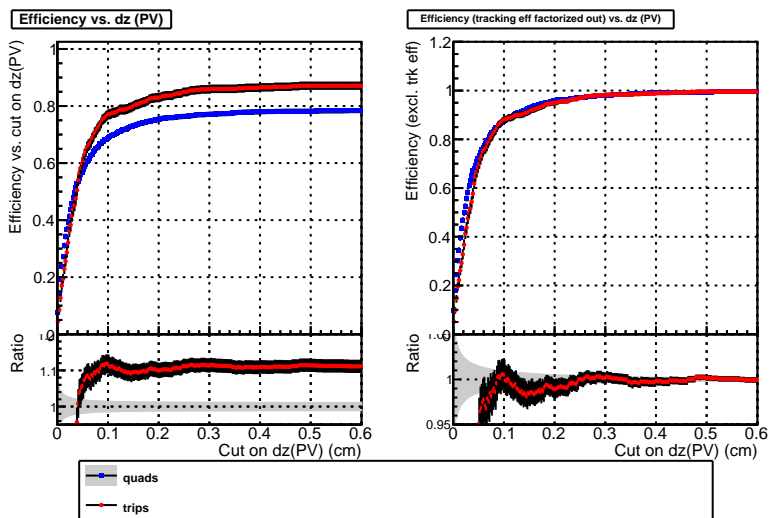 Efficiency vs. dz (PV)
Efficiency vs. cut on dz(PV)
1
0.8
0.6
0.4
0.2
0
Ratio
1.2
1.1
1
0 0.1 0.2 0.3 0.4 0.5 0.6
Cut on dz(PV) (cm)
Efficiency (tracking eff factorized out) vs. dz (PV)
Efficiency (excl. trk eff)
1.2
1
0.8
0.6
0.4
0.2
0
Ratio
1
0.95
0 0.1 0.2 0.3 0.4 0.5 0.6
Cut on dz(PV) (cm)
quads
trips